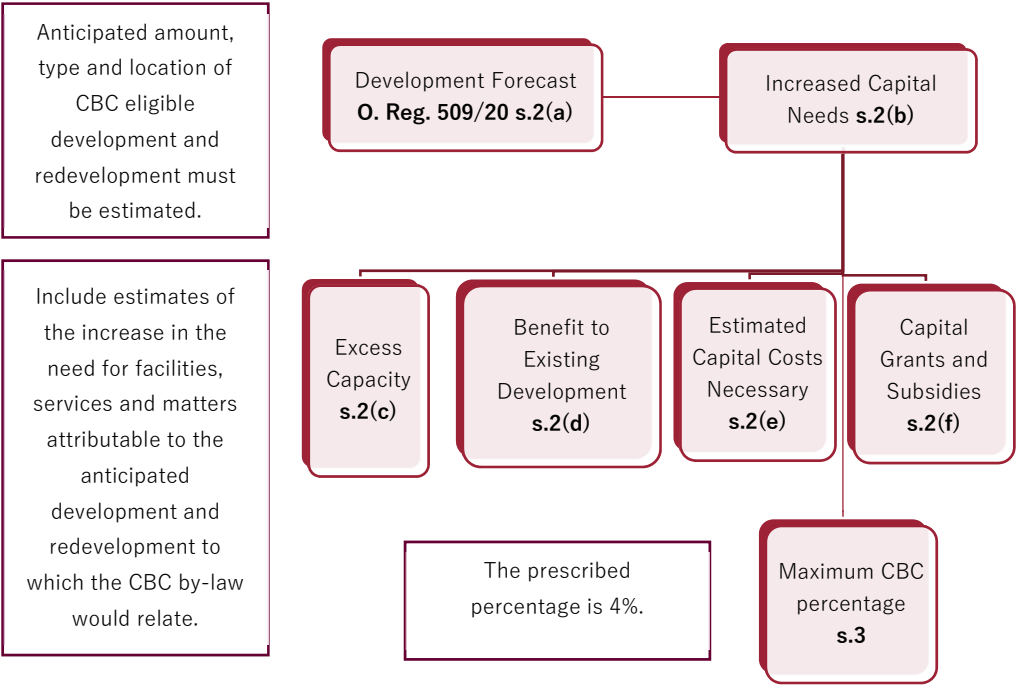 Anticipated amount,
type and location of
CBC eligible
development and
redevelopment must
be estimated.
Development Forecast
O. Reg. 509/20 s.2(a)
Increased Capital
Needs s.2(b)
Include estimates of
the increase in the
need for facilities,
services and matters
attributable to the
anticipated
development and
redevelopment to
which the CBC by-law
would relate.
Excess
Capacity
s.2(c)
Benefit to
Existing
Development
s.2(d)
Estimated
Capital Costs
Necessary
s.2(e)
Capital
Grants and
Subsidies
s.2(f)
The prescribed
percentage is 4%.
Maximum CBC
percentage
s.3